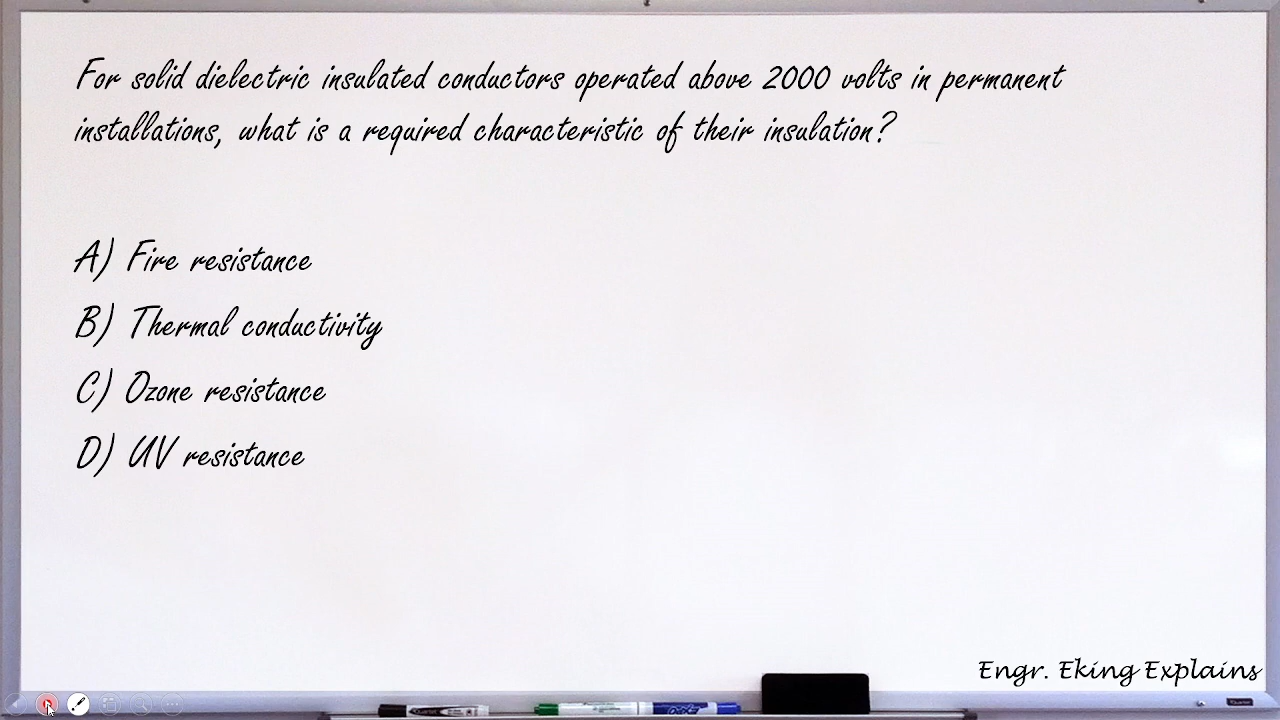 For solid dielectric insulated conductors operated above 2000 volts in permanent
installations, what is a required characteristic of their insulation?
A) Fire resistance
B) Thermal conductivity
C) Ozone resistance
D) UV resistance
Engr. Eking Explains